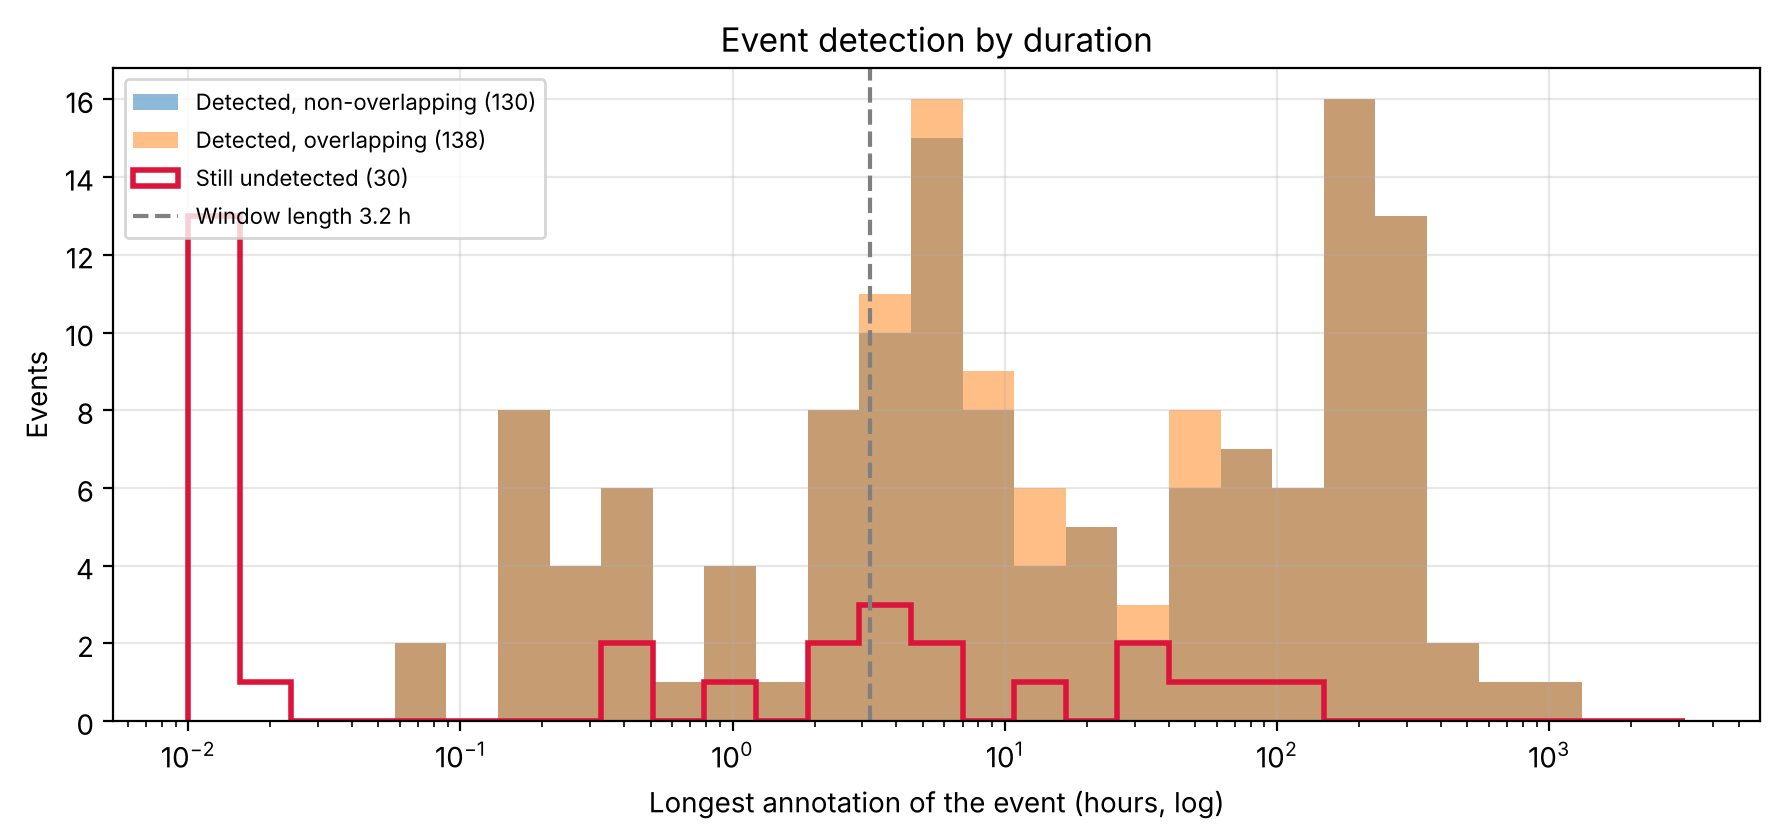 Event detection by duration
Detected, non-overlapping (130)
Detected, overlapping (138)
Still undetected (30)
Window length 3.2 h
Events
16
14
12
10
8
6
4
2
0
10⁻² 10⁻¹ 10⁰ 10¹ 10² 10³
Longest annotation of the event (hours, log)